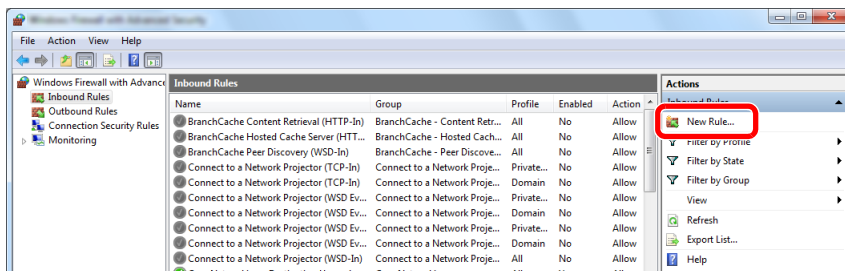 Windows Firewall with Advanced Security
File Action View Help
Windows Firewall with Advance
Inbound Rules
Outbound Rules
Connection Security Rules
Monitoring
Inbound Rules
Name Group Profile Enabled Action
BranchCache Content Retrieval (HTTP-In) BranchCache - Content Retr... All No Allow
BranchCache Hosted Cache Server (HTT... BranchCache - Hosted Cach... All No Allow
BranchCache Peer Discovery (WSD-In) BranchCache - Peer Discove... All No Allow
Connect to a Network Projector (TCP-In) Connect to a Network Proje... Private... No Allow
Connect to a Network Projector (TCP-In) Connect to a Network Proje... Domain No Allow
Connect to a Network Projector (WSD Ev... Connect to a Network Proje... Private... No Allow
Connect to a Network Projector (WSD Ev... Connect to a Network Proje... Domain No Allow
Connect to a Network Projector (WSD Ev... Connect to a Network Proje... Private... No Allow
Connect to a Network Projector (WSD Ev... Connect to a Network Proje... Domain No Allow
Connect to a Network Projector (WSD-In) Connect to a Network Proje... All No Allow
Actions
Inbound Rules
New Rule...
Filter by Profile
Filter by State
Filter by Group
View
Refresh
Export List...
Help